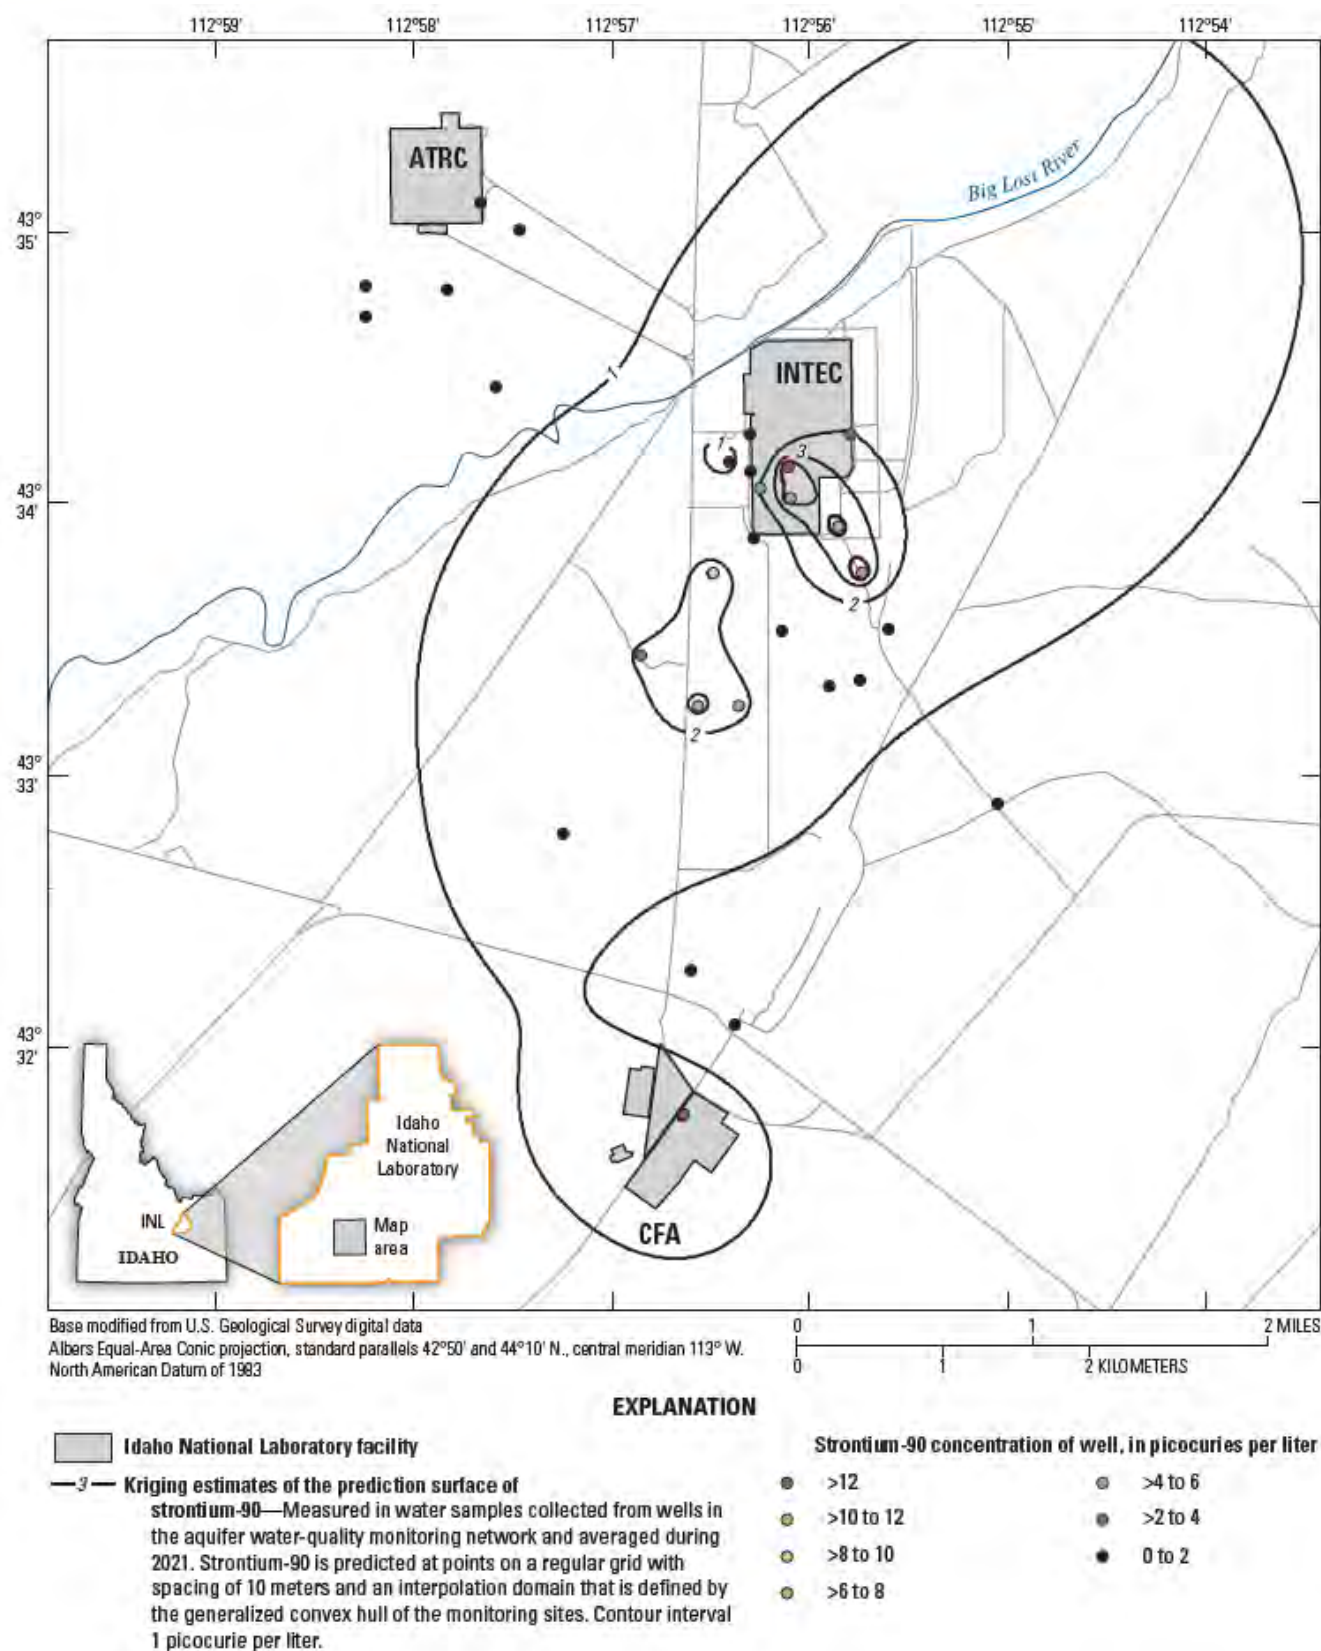 112°59' 112°58' 112°57' 112°56' 112°55' 112°54'
ATRC
Big Lost River
43°
35'
1
INTEC
1
3
43°
34'
2
2
43°
33'
43°
32'
Idaho
National
Laboratory
INL
Map
area
IDAHO
CFA
Base modified from U.S. Geological Survey digital data
Albers Equal-Area Conic projection, standard parallels 42°50' and 44°10' N., central meridian 113° W.
North American Datum of 1983
0 1 2 MILES
0 1 2 KILOMETERS
EXPLANATION
Idaho National Laboratory facility
3 Kriging estimates of the prediction surface of
strontium-90—Measured in water samples collected from wells in
the aquifer water-quality monitoring network and averaged during
2021. Strontium-90 is predicted at points on a regular grid with
spacing of 10 meters and an interpolation domain that is defined by
the generalized convex hull of the monitoring sites. Contour interval
1 picocurie per liter.
Strontium-90 concentration of well, in picocuries per liter
>12
>10 to 12
>8 to 10
>6 to 8
>4 to 6
>2 to 4
0 to 2